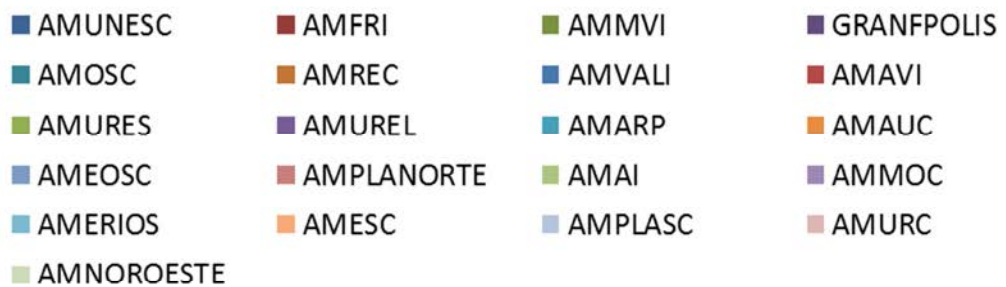 AMUNESC AMFRI AMMVI GRANFPOLIS
AMOSC AMREC AMVALI AMAVI
AMURES AMUREL AMARP AMAUC
AMEOSC AMPLANORTE AMAI AMMOC
AMERIOS AMESC AMPLASC AMURC
AMNOROESTE